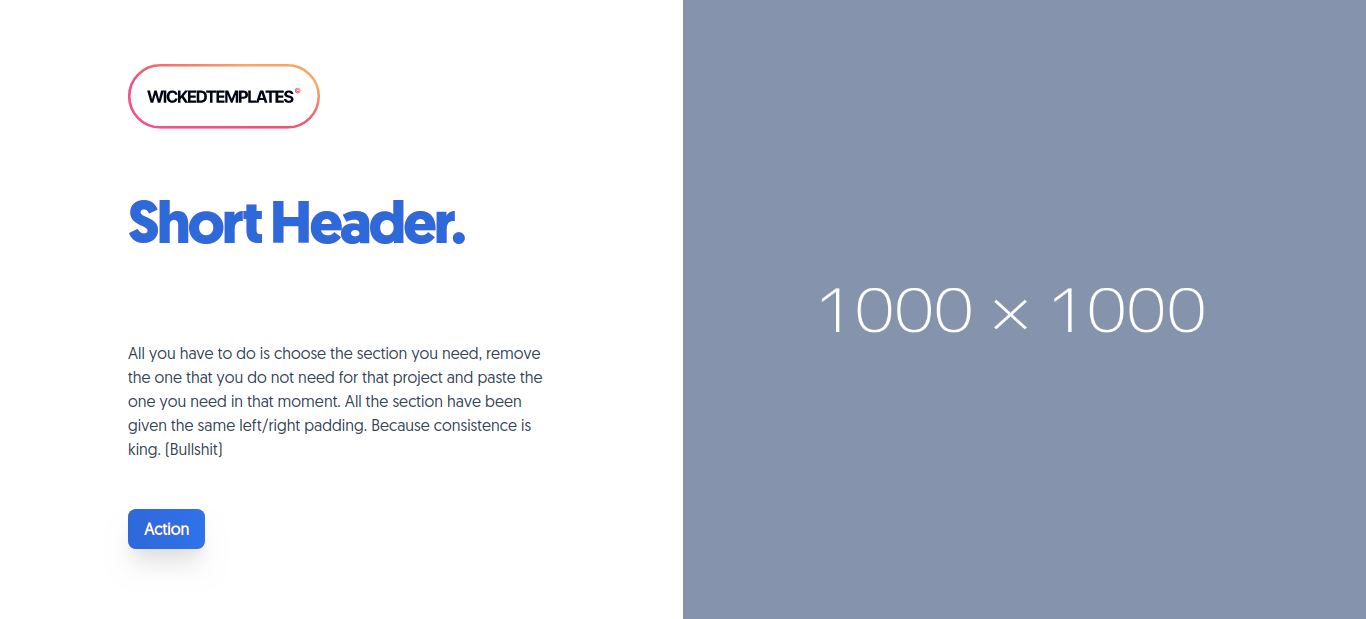 WICKEDTEMPLATES©
Short Header.
All you have to do is choose the section you need, remove
the one that you do not need for that project and paste the
one you need in that moment. All the section have been
given the same left/right padding. Because consistence is
king. (Bullshit)
Action
1000 × 1000